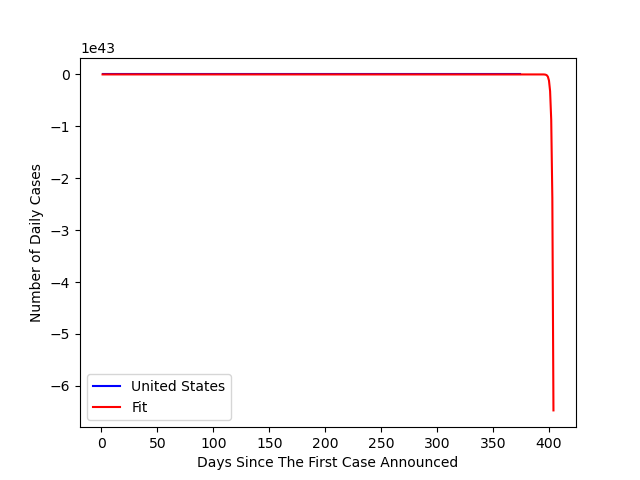 1e43
0
−1
−2
−3
−4
−5
−6
Number of Daily Cases
United States
Fit
0 50 100 150 200 250 300 350 400
Days Since The First Case Announced